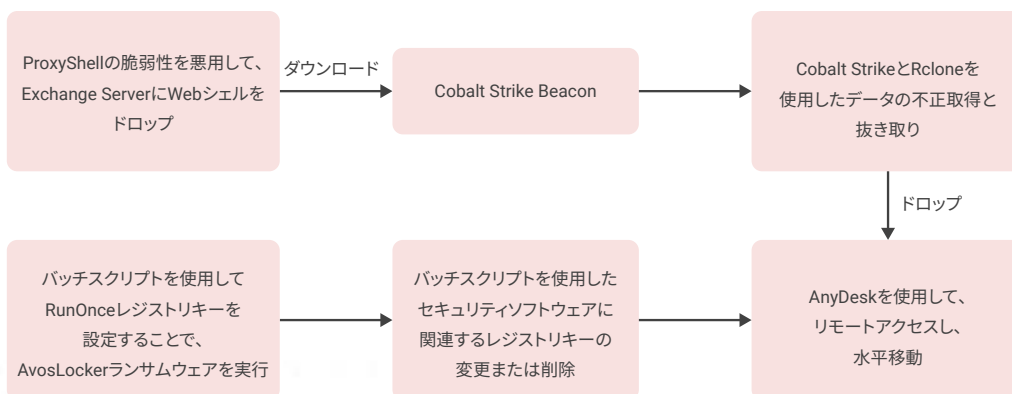 ProxyShellの脆弱性を悪用して、
Exchange ServerにWebシェルを
ドロップ
ダウンロード
Cobalt Strike Beacon
Cobalt StrikeとRcloneを
使用したデータの不正取得と
抜き取り
ドロップ
バッチスクリプトを使用して
RunOnceレジストリキーを
設定することで、
AvosLockerランサムウェアを実行
バッチスクリプトを使用した
セキュリティソフトウェアに
関連するレジストリキーの
変更または削除
AnyDeskを使用して、
リモートアクセスし、
水平移動